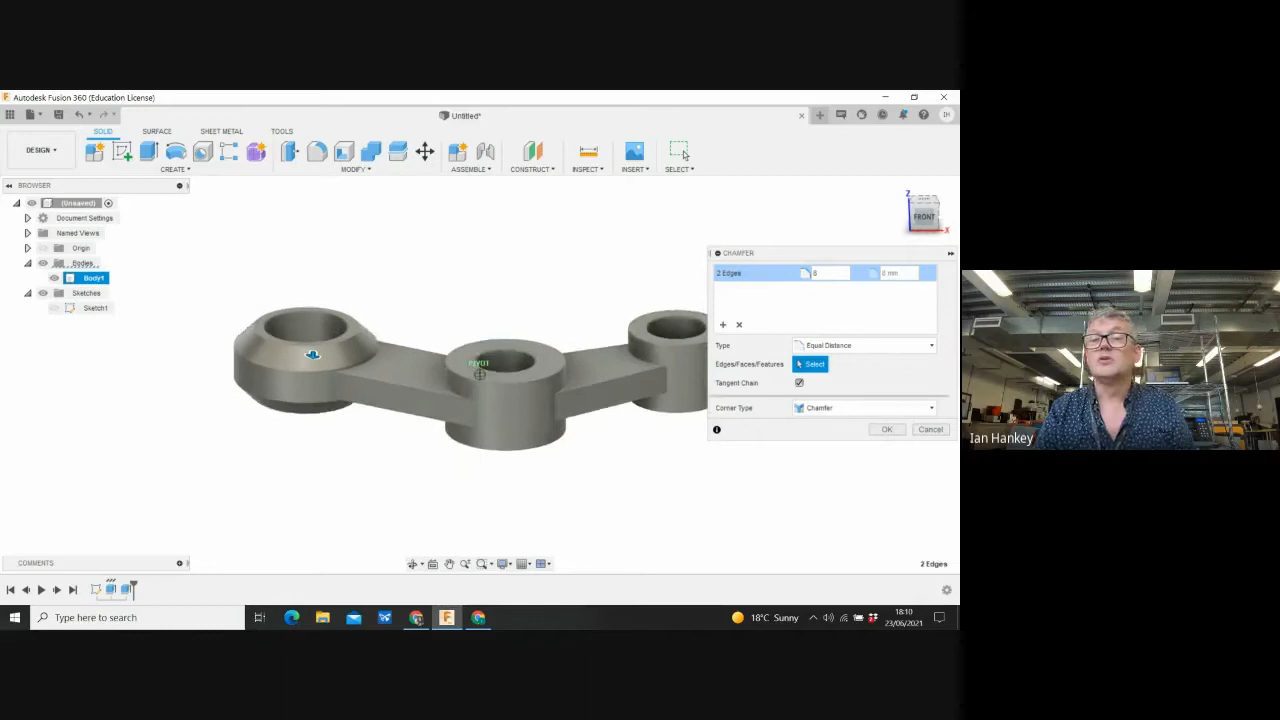 Autodesk Fusion 360 (Education License)
Untitled*
SOLID SURFACE SHEET METAL TOOLS
DESIGN
CREATE MODIFY ASSEMBLE CONSTRUCT INSPECT INSERT SELECT
BROWSER
(Unsaved)
Document Settings
Named Views
Origin
Bodies
Body1
Sketches
Sketch1
Z
FRONT
X
PIVOT
CHAMFER
2 Edges 8 8 mm
Type Equal Distance
Edges/Faces/Features Select
Tangent Chain
Corner Type Chamfer
OK Cancel
Ian Hankey
COMMENTS
2 Edges
Type here to search
18°C Sunny
18:10
23/06/2021